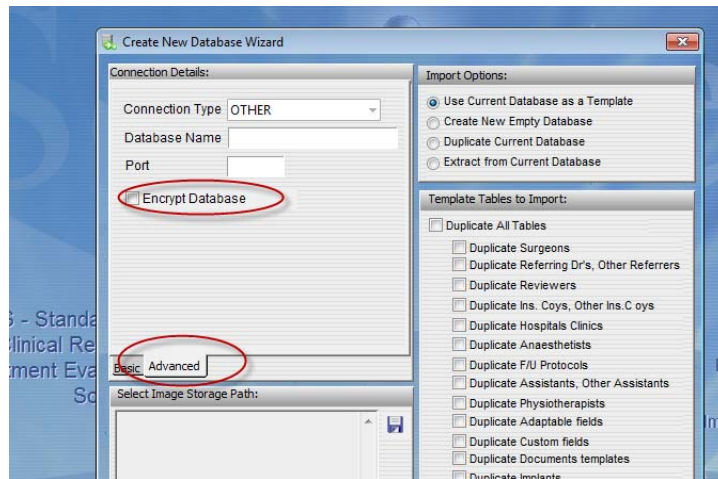 Create New Database Wizard
Connection Details:
Connection Type OTHER
Database Name
Port
Encrypt Database
Basic Advanced
Select Image Storage Path:
Import Options:
Use Current Database as a Template
Create New Empty Database
Duplicate Current Database
Extract from Current Database
Template Tables to Import:
Duplicate All Tables
Duplicate Surgeons
Duplicate Referring Dr's, Other Referrers
Duplicate Reviewers
Duplicate Ins. Coys, Other Ins.C oys
Duplicate Hospitals Clinics
Duplicate Anaesthetists
Duplicate F/U Protocols
Duplicate Assistants, Other Assistants
Duplicate Physiotherapists
Duplicate Adaptable fields
Duplicate Custom fields
Duplicate Documents templates
Duplicate Implants
S - Standa
linical Re
tment Eva
Sc